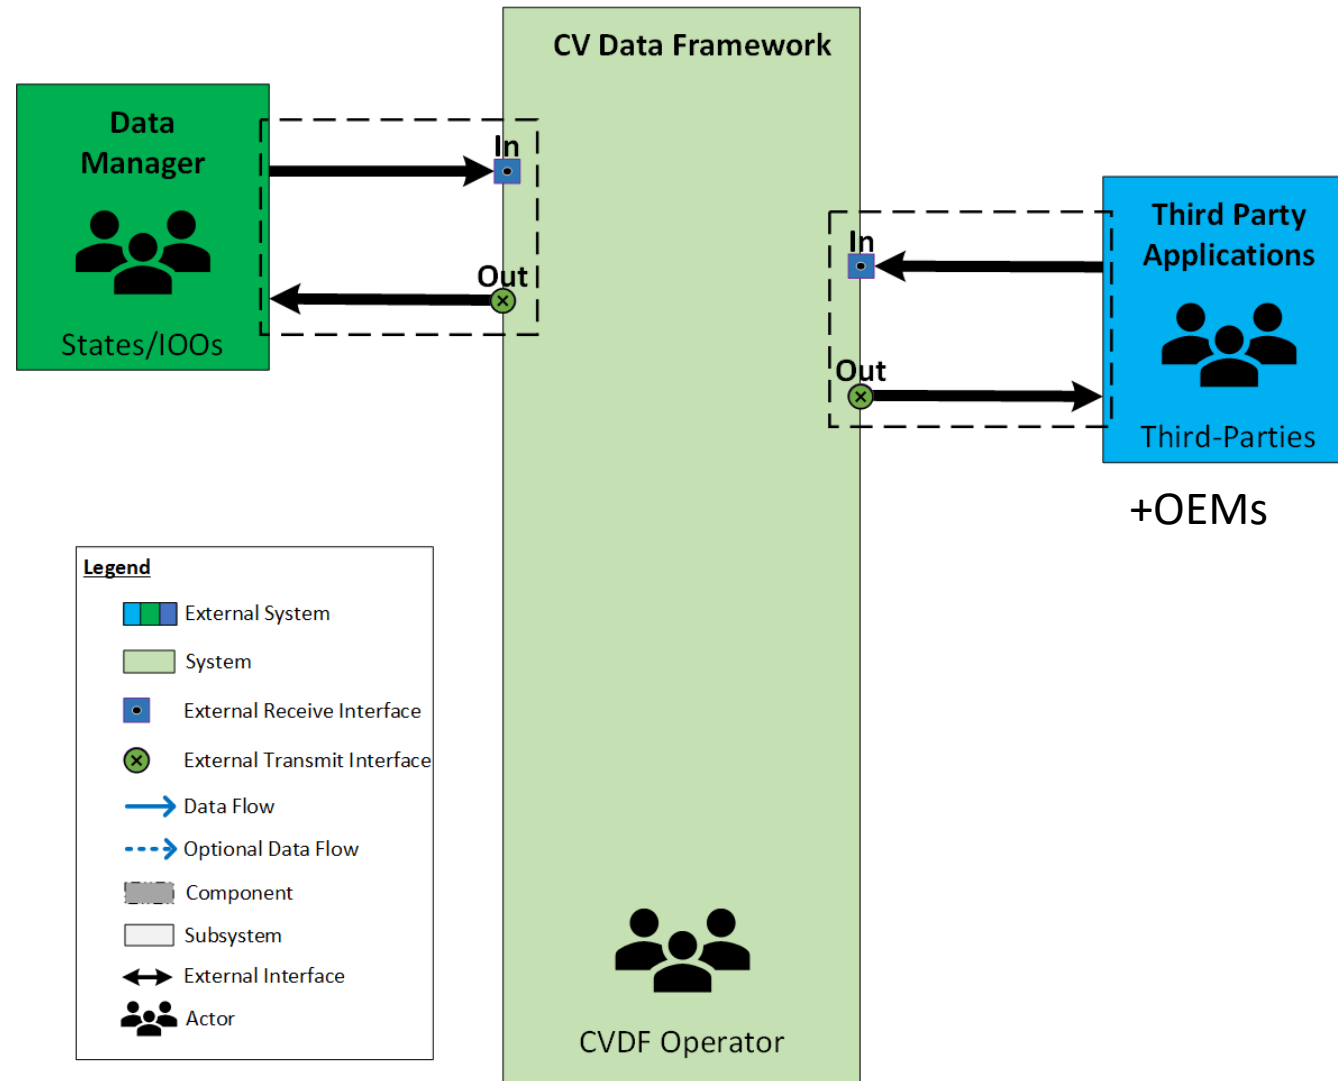 CV Data Framework
Data
Manager
States/IOOs
In
Out
In
Out
Third Party
Applications
Third-Parties
+OEMs
Legend
External System
System
External Receive Interface
External Transmit Interface
Data Flow
Optional Data Flow
Component
Subsystem
External Interface
Actor
CVDF Operator